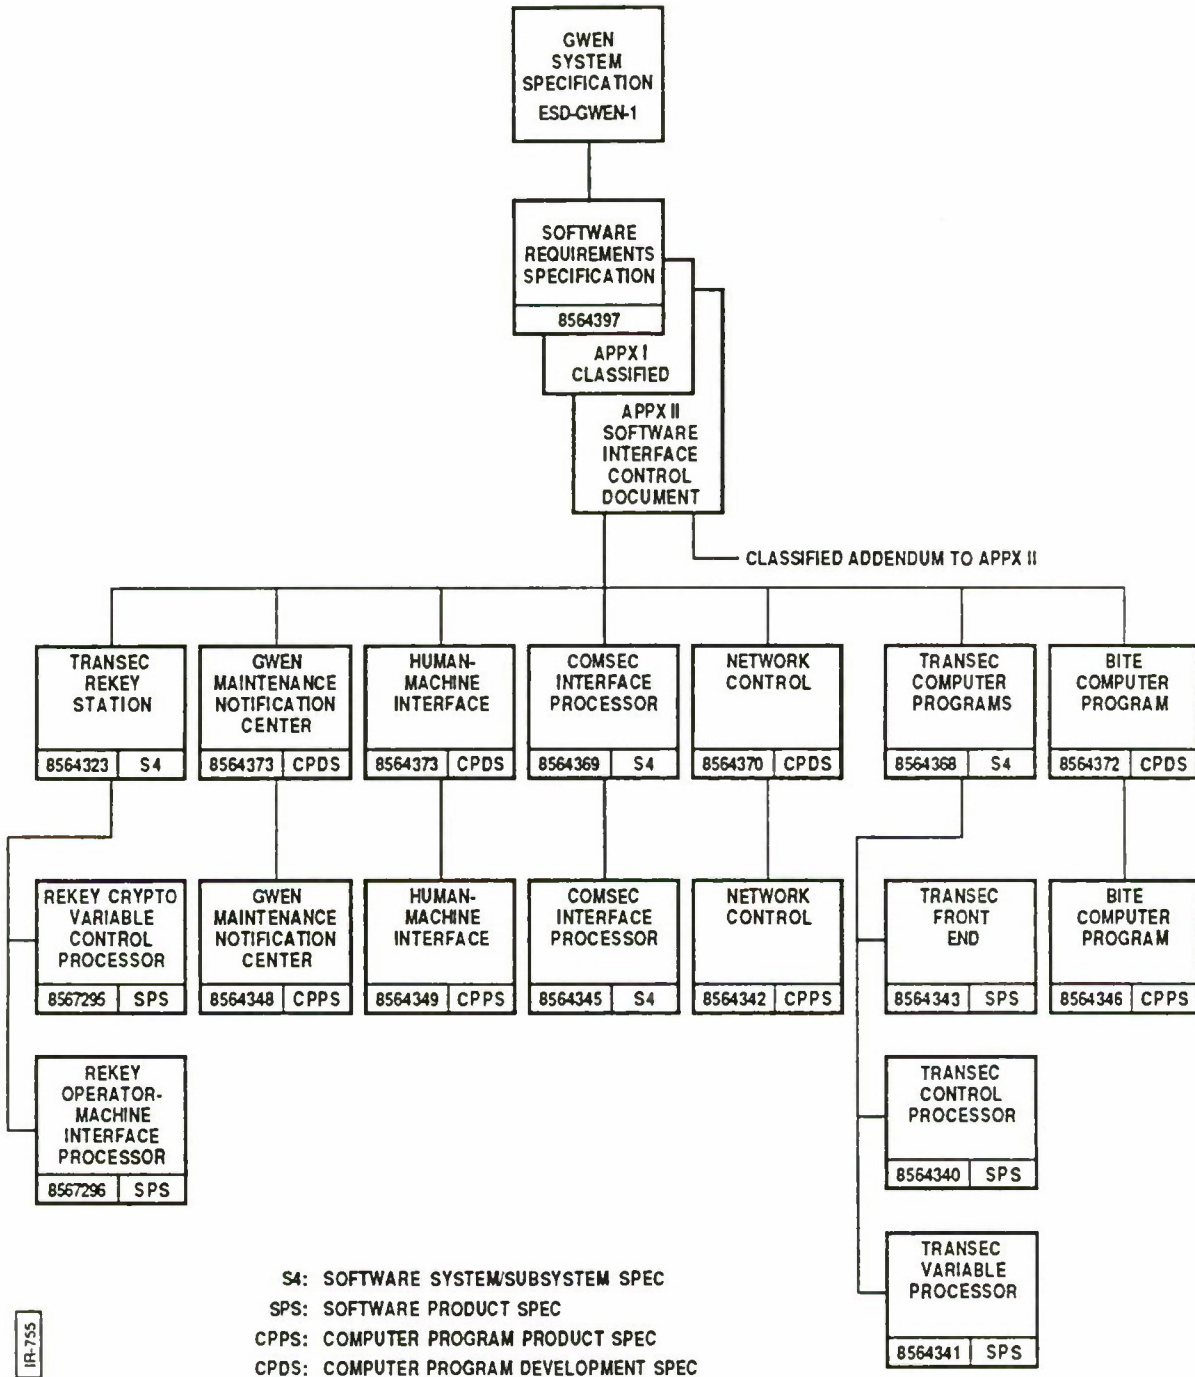 GWEN
SYSTEM
SPECIFICATION
ESD-GWEN-1
SOFTWARE
REQUIREMENTS
SPECIFICATION
8564397
APPX I
CLASSIFIED
APPX II
SOFTWARE
INTERFACE
CONTROL
DOCUMENT
CLASSIFIED ADDENDUM TO APPX II
TRANSEC
REKEY
STATION
8564323 S4
GWEN
MAINTENANCE
NOTIFICATION
CENTER
8564373 CPDS
HUMAN-
MACHINE
INTERFACE
8564373 CPDS
COMSEC
INTERFACE
PROCESSOR
8564369 S4
NETWORK
CONTROL
8564370 CPDS
TRANSEC
COMPUTER
PROGRAMS
8564368 S4
BITE
COMPUTER
PROGRAM
8564372 CPDS
REKEY CRYPTO
VARIABLE
CONTROL
PROCESSOR
8567295 SPS
GWEN
MAINTENANCE
NOTIFICATION
CENTER
8564348 CPPS
HUMAN-
MACHINE
INTERFACE
8564349 CPPS
COMSEC
INTERFACE
PROCESSOR
8564345 S4
NETWORK
CONTROL
8564342 CPPS
TRANSEC
FRONT
END
8564343 SPS
BITE
COMPUTER
PROGRAM
8564346 CPPS
REKEY
OPERATOR-
MACHINE
INTERFACE
PROCESSOR
8567296 SPS
TRANSEC
CONTROL
PROCESSOR
8564340 SPS
TRANSEC
VARIABLE
PROCESSOR
8564341 SPS
S4: SOFTWARE SYSTEM/SUBSYSTEM SPEC
SPS: SOFTWARE PRODUCT SPEC
CPPS: COMPUTER PROGRAM PRODUCT SPEC
CPDS: COMPUTER PROGRAM DEVELOPMENT SPEC
IR-755